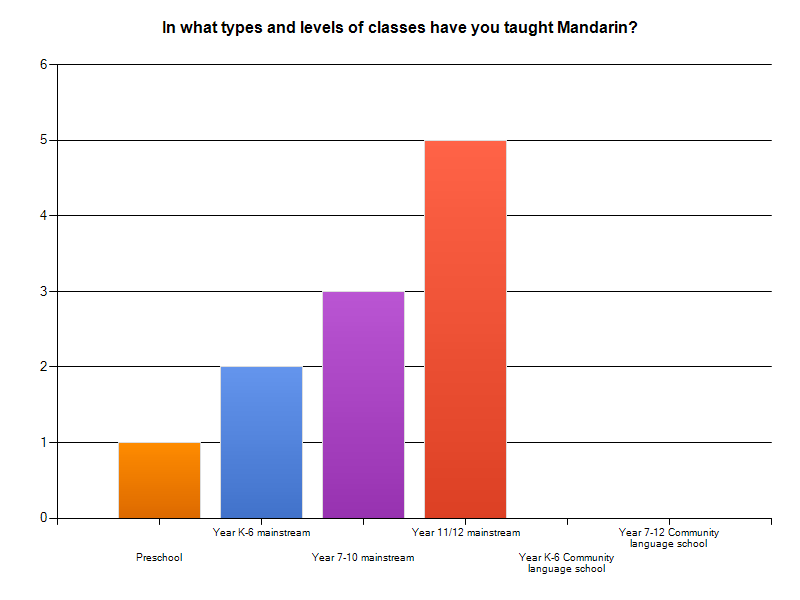 In what types and levels of classes have you taught Mandarin?
6
5
4
3
2
1
0
Preschool
Year K-6 mainstream
Year 7-10 mainstream
Year 11/12 mainstream
Year K-6 Community
language school
Year 7-12 Community
language school